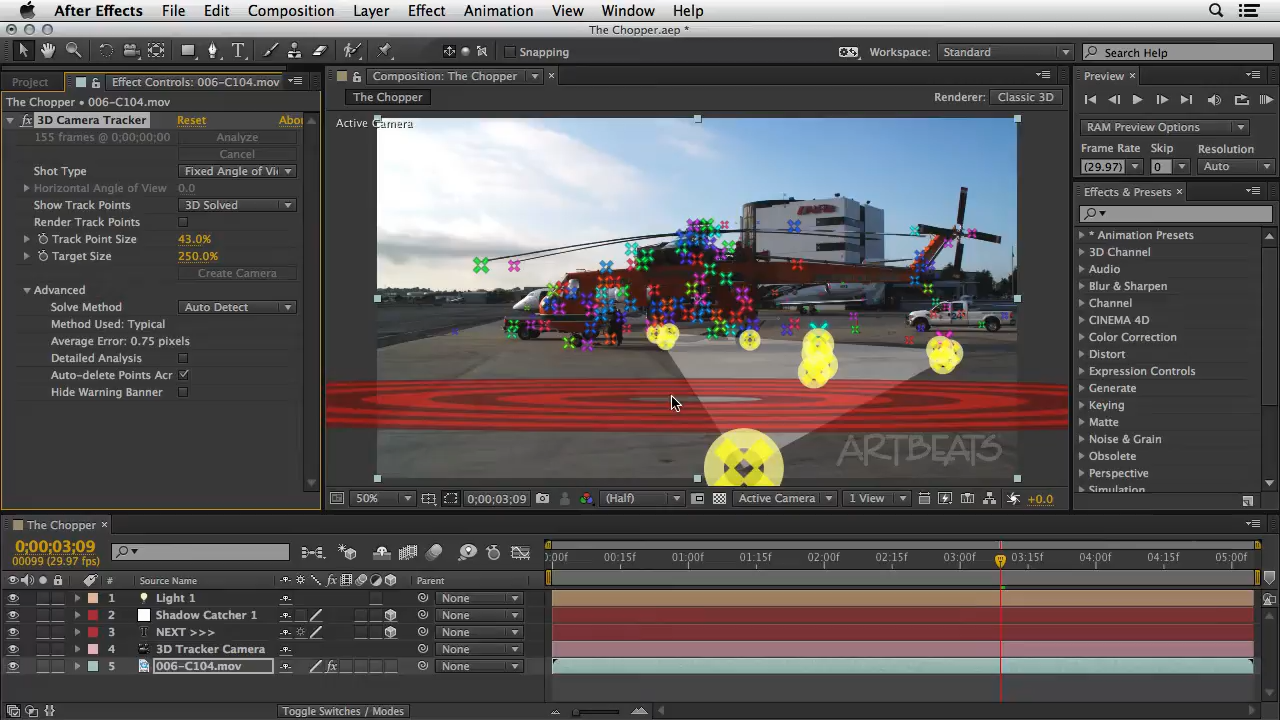 After Effects File Edit Composition Layer Effect Animation View Window Help
The Chopper.aep *
Snapping Workspace: Standard Search Help
Project Effect Controls: 006-C104.mov
The Chopper • 006-C104.mov
3D Camera Tracker Reset Abou
155 frames @ 0;00;00;00 Analyze
Cancel
Shot Type Fixed Angle of Vi
Horizontal Angle of View 0.0
Show Track Points 3D Solved
Render Track Points
Track Point Size 43.0%
Target Size 250.0%
Create Camera
Advanced
Solve Method Auto Detect
Method Used: Typical
Average Error: 0.75 pixels
Detailed Analysis
Auto-delete Points Acr
Hide Warning Banner
Composition: The Chopper
The Chopper Renderer: Classic 3D
Active Camera
ARTBEATS
50% 0;00;03;09 (Half) Active Camera 1 View +0.0
Preview
RAM Preview Options
Frame Rate Skip Resolution
(29.97) 0 Auto
Effects & Presets
* Animation Presets
3D Channel
Audio
Blur & Sharpen
Channel
CINEMA 4D
Color Correction
Distort
Expression Controls
Generate
Keying
Matte
Noise & Grain
Obsolete
Perspective
Simulation
The Chopper
0;00;03;09
00099 (29.97 fps)
0:00f 00:15f 01:00f 01:15f 02:00f 02:15f 03:00f 03:15f 04:00f 04:15f 05:00f
# Source Name Parent
1 Light 1 None
2 Shadow Catcher 1 None
3 NEXT >>> None
4 3D Tracker Camera None
5 006-C104.mov None
Toggle Switches / Modes